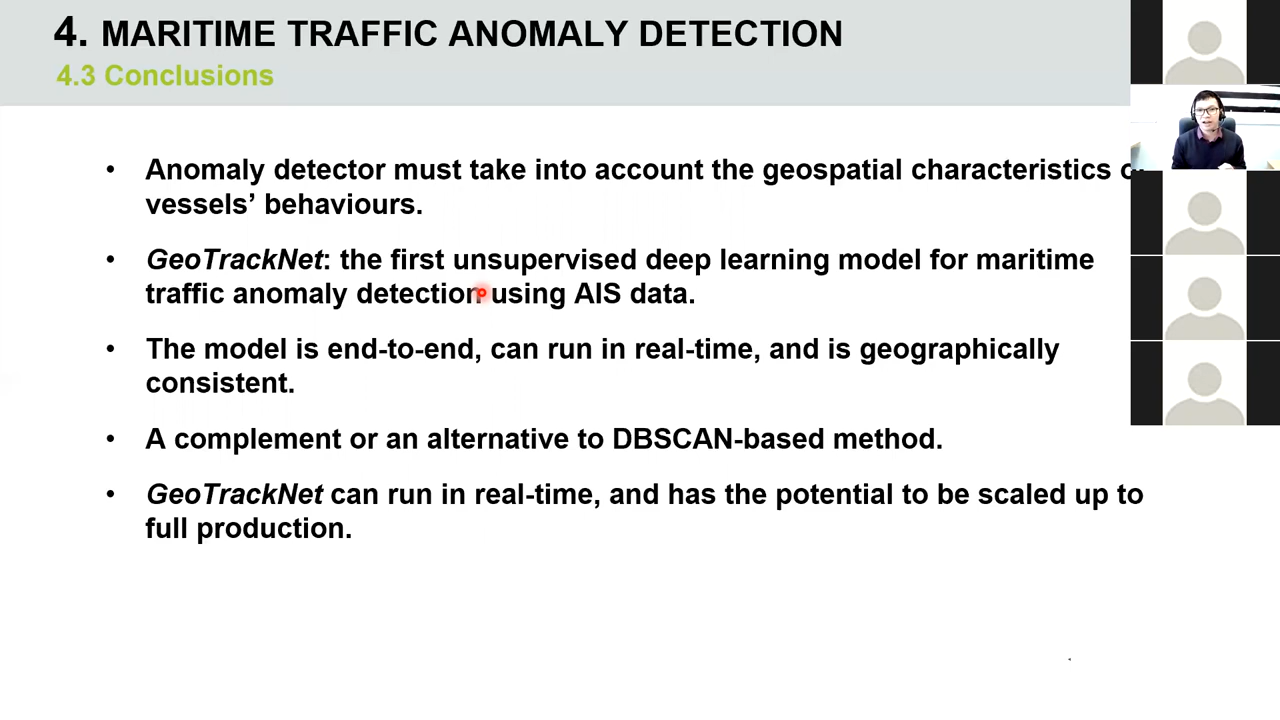 4. MARITIME TRAFFIC ANOMALY DETECTION
4.3 Conclusions
• Anomaly detector must take into account the geospatial characteristics
vessels’ behaviours.
• GeoTrackNet: the first unsupervised deep learning model for maritime
traffic anomaly detection using AIS data.
• The model is end-to-end, can run in real-time, and is geographically
consistent.
• A complement or an alternative to DBSCAN-based method.
• GeoTrackNet can run in real-time, and has the potential to be scaled up to
full production.